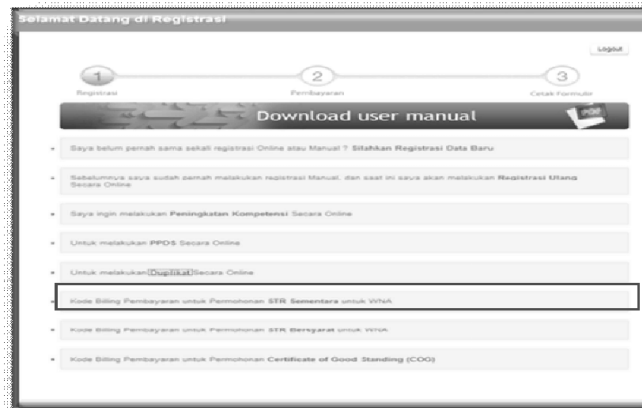 Selamat Datang di Registrasi
Logout
1
2
3
Registrasi
Pembayaran
Cetak Formulir
Download user manual
Saya belum pernah sama sekali registrasi Online atau Manual ? Silahkan Registrasi Data Baru
Sebelumnya saya sudah pernah melakukan registrasi Manual, dan saat ini saya akan melakukan Registrasi Ulang
Secara Online
Saya ingin melakukan Peningkatan Kompetensi Secara Online
Untuk melakukan PPDS Secara Online
Untuk melakukan Duplikat Secara Online
Kode Billing Pembayaran untuk Permohonan STR Sementara untuk WNA
Kode Billing Pembayaran untuk Permohonan STR Bersyarat untuk WNA
Kode Billing Pembayaran untuk Permohonan Certificate of Good Standing (COG)